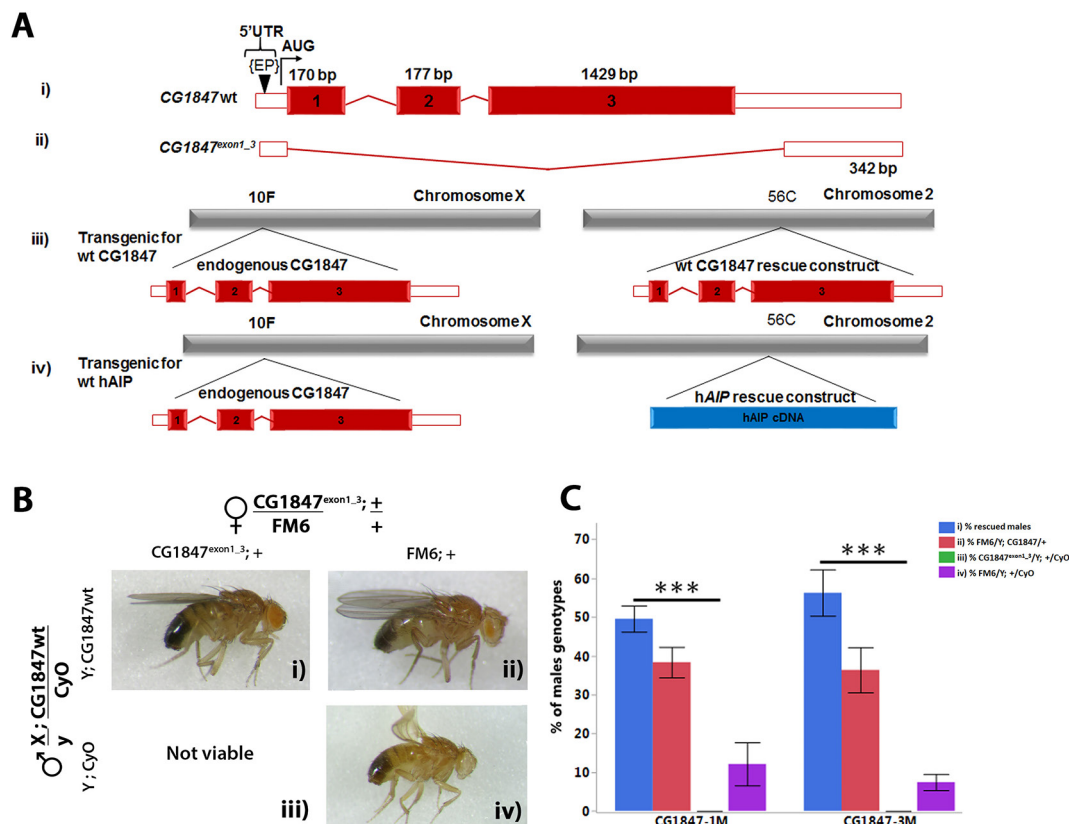 A
5'UTR
{EP}
AUG
170 bp
177 bp
1429 bp
i)
CG1847 wt
1
2
3
ii)
CG1847exon1_3
342 bp
10F
Chromosome X
56C
Chromosome 2
iii)
Transgenic for
wt CG1847
endogenous CG1847
wt CG1847 rescue construct
1
2
3
1
2
3
10F
Chromosome X
56C
Chromosome 2
iv)
Transgenic for
wt hAIP
endogenous CG1847
hAIP rescue construct
1
2
3
hAIP cDNA
B
♀ CG1847exon1_3; +
FM6 +
CG1847exon1_3; +
FM6; +
♂ X ; CG1847wt
y CyO
Y; CG1847wt
i)
ii)
Y ; CyO
Not viable
iii)
iv)
C
i) % rescued males
ii) % FM6/Y; CG1847/+
iii) % CG1847exon1_3/Y; +/CyO
iv) % FM6/Y; +/CyO
% of males genotypes
70
60
50
40
30
20
10
0
***
***
CG1847-1M
CG1847-3M